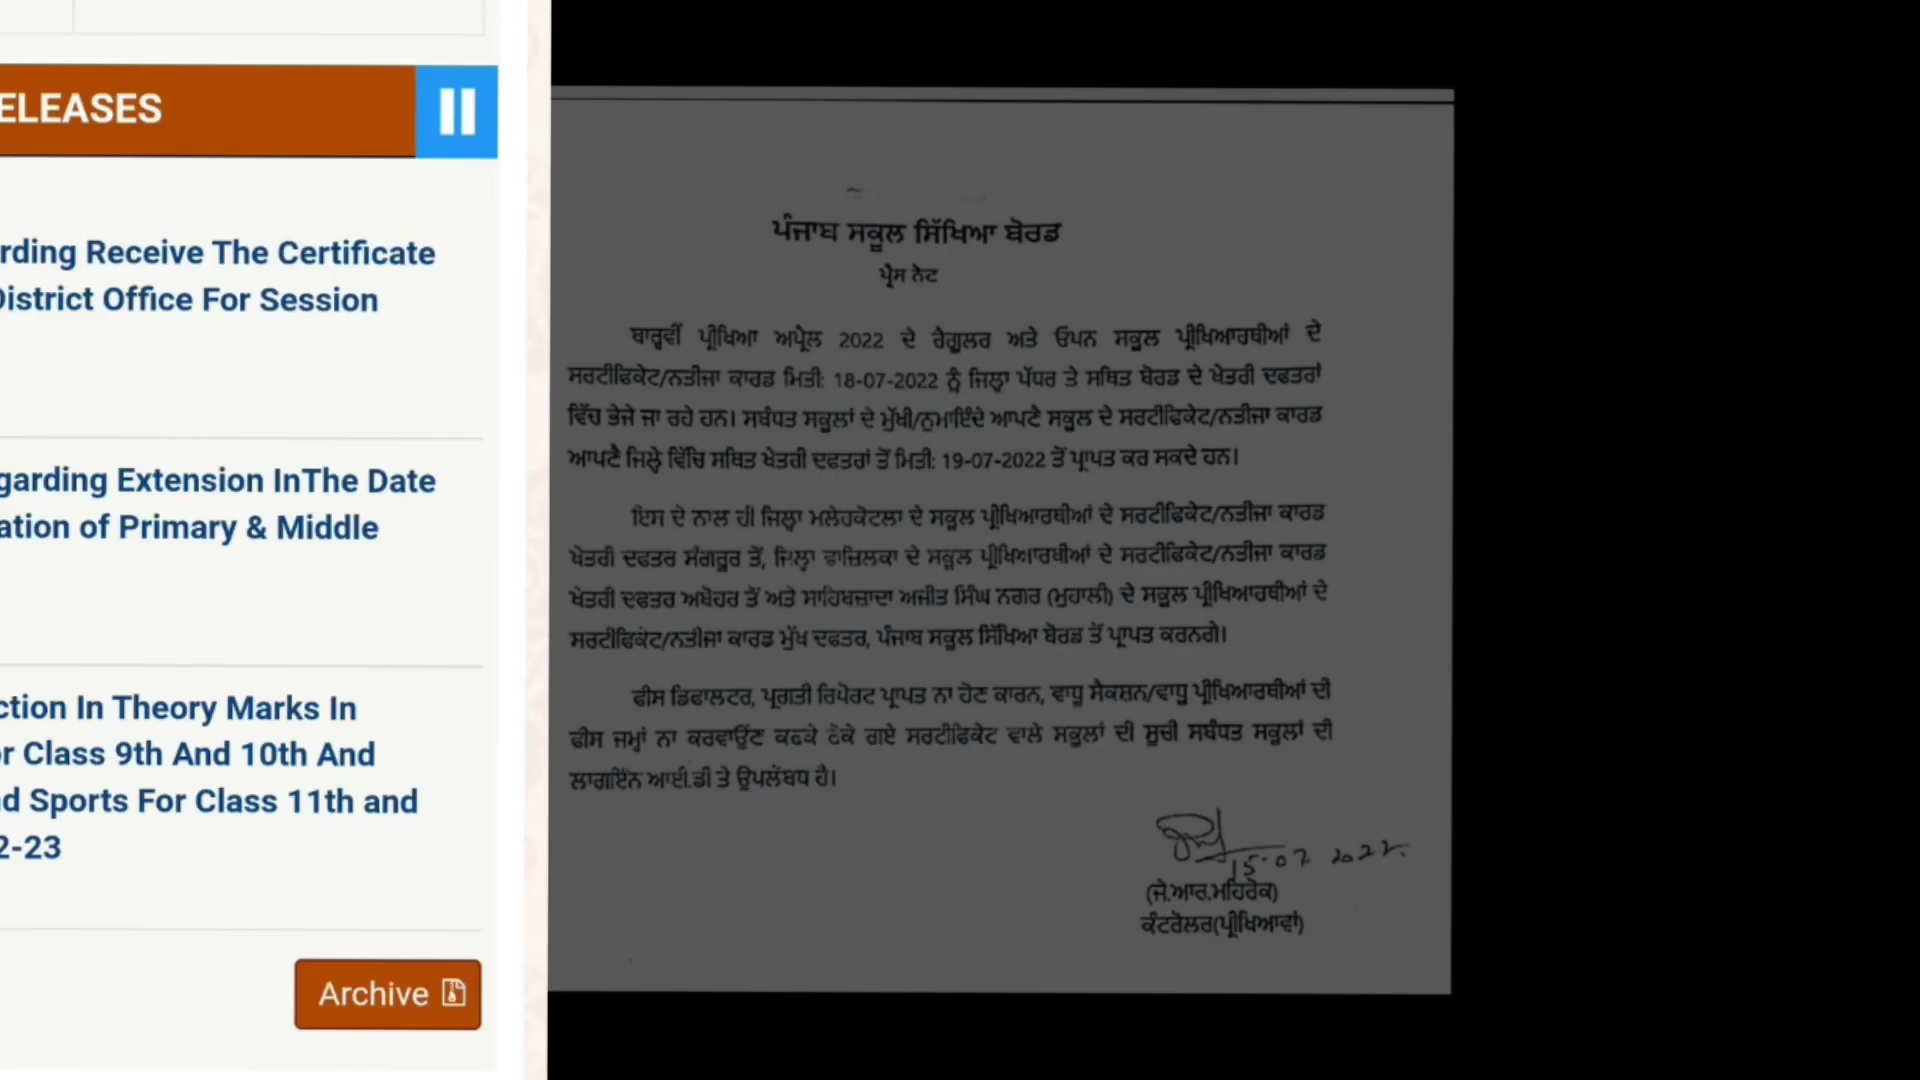 ELEASES
rding Receive The Certificate
District Office For Session
garding Extension InThe Date
ation of Primary & Middle
ction In Theory Marks In
r Class 9th And 10th And
d Sports For Class 11th and
2-23
Archive
ਪੰਜਾਬ ਸਕੂਲ ਸਿੱਖਿਆ ਬੋਰਡ
ਪ੍ਰੈਸ ਨੋਟ
ਬਾਰ੍ਹਵੀਂ ਪ੍ਰੀਖਿਆ ਅਪ੍ਰੈਲ 2022 ਦੇ ਰੈਗੂਲਰ ਅਤੇ ਓਪਨ ਸਕੂਲ ਪ੍ਰੀਖਿਆਰਥੀਆਂ ਦੇ
ਸਰਟੀਫਿਕੇਟ/ਨਤੀਜਾ ਕਾਰਡ ਮਿਤੀ: 18-07-2022 ਨੂੰ ਜਿਲ੍ਹਾ ਪੱਧਰ ਤੇ ਸਥਿਤ ਬੋਰਡ ਦੇ ਖੇਤਰੀ ਦਫਤਰਾਂ
ਵਿੱਚ ਭੇਜੇ ਜਾ ਰਹੇ ਹਨ। ਸਬੰਧਤ ਸਕੂਲਾਂ ਦੇ ਮੁੱਖੀ/ਨੁਮਾਇੰਦੇ ਆਪਣੈ ਸਕੂਲ ਦੇ ਸਰਟੀਫਿਕੇਟ/ਨਤੀਜਾ ਕਾਰਡ
ਆਪਣੈ ਜਿਲ੍ਹੇ ਵਿੱਚਿ ਸਥਿਤ ਖੇਤਰੀ ਦਫਤਰਾਂ ਤੋਂ ਮਿਤੀ: 19-07-2022 ਤੋਂ ਪ੍ਰਾਪਤ ਕਰ ਸਕਦੇ ਹਨ।
ਇਸ ਦੇ ਨਾਲ ਹੀ ਜਿਲ੍ਹਾ ਮਲੇਰਕੋਟਲਾ ਦੇ ਸਕੂਲ ਪ੍ਰੀਖਿਆਰਥੀਆਂ ਦੇ ਸਰਟੀਫਿਕੇਟ/ਨਤੀਜਾ ਕਾਰਡ
ਖੇਤਰੀ ਦਫਤਰ ਸੰਗਰੂਰ ਤੋਂ, ਜਿਲ੍ਹਾ ਫਾਜ਼ਿਲਕਾ ਦੇ ਸਕੂਲ ਪ੍ਰੀਖਿਆਰਥੀਆਂ ਦੇ ਸਰਟੀਫਿਕੇਟ/ਨਤੀਜਾ ਕਾਰਡ
ਖੇਤਰੀ ਦਫਤਰ ਅਬੋਹਰ ਤੋਂ ਅਤੇ ਸਾਹਿਬਜ਼ਾਦਾ ਅਜੀਤ ਸਿੰਘ ਨਗਰ (ਮੁਹਾਲੀ) ਦੇ ਸਕੂਲ ਪ੍ਰੀਖਿਆਰਥੀਆਂ ਦੇ
ਸਰਟੀਫਿਕੇਟ/ਨਤੀਜਾ ਕਾਰਡ ਮੁੱਖ ਦਫਤਰ, ਪੰਜਾਬ ਸਕੂਲ ਸਿੱਖਿਆ ਬੋਰਡ ਤੋਂ ਪ੍ਰਾਪਤ ਕਰਨਗੇ।
ਫੀਸ ਡਿਫਾਲਟਰ, ਪ੍ਰਗਤੀ ਰਿਪੋਰਟ ਪ੍ਰਾਪਤ ਨਾ ਹੋਣ ਕਾਰਨ, ਵਾਧੂ ਸੈਕਸ਼ਨ/ਵਾਧੂ ਪ੍ਰੀਖਿਆਰਥੀਆਂ ਦੀ
ਫੀਸ ਜਮ੍ਹਾਂ ਨਾ ਕਰਵਾਉਂਣ ਕਰਕੇ ਰੋਕੇ ਗਏ ਸਰਟੀਫਿਕੇਟ ਵਾਲੇ ਸਕੂਲਾਂ ਦੀ ਸੂਚੀ ਸਬੰਧਤ ਸਕੂਲਾਂ ਦੀ
ਲਾਗਇੰਨ ਆਈ.ਡੀ ਤੇ ਉਪਲੱਬਧ ਹੈ।
15-07 2022.
(ਜੇ.ਆਰ.ਮਹਿਰੋਕ)
ਕੰਟਰੋਲਰ(ਪ੍ਰੀਖਿਆਵਾਂ)